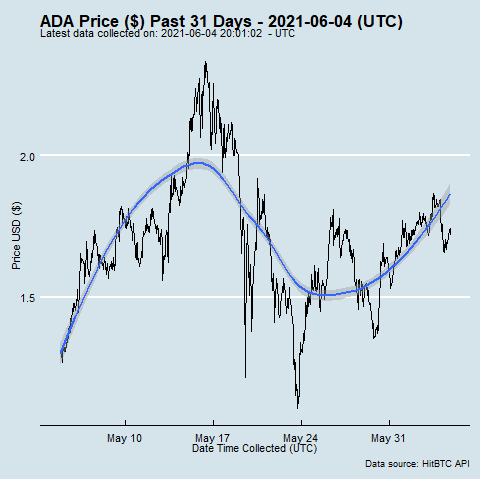 ADA Price ($) Past 31 Days - 2021-06-04 (UTC)
Latest data collected on: 2021-06-04 20:01:02 - UTC
Price USD ($)
2.0
1.5
May 10 May 17 May 24 May 31
Date Time Collected (UTC)
Data source: HitBTC API